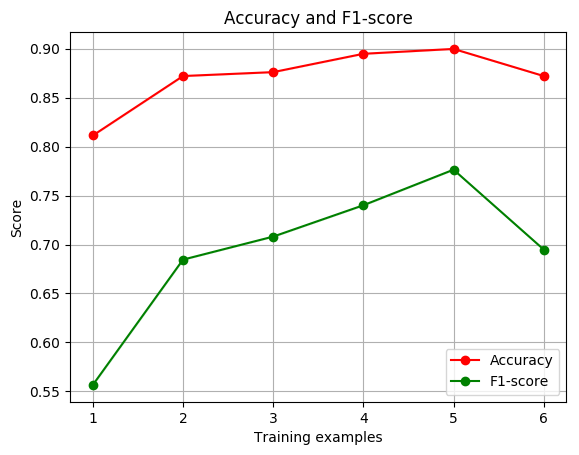 Accuracy and F1-score
0.90
0.85
0.80
0.75
0.70
0.65
0.60
0.55
Score
1 2 3 4 5 6
Training examples
Accuracy
F1-score